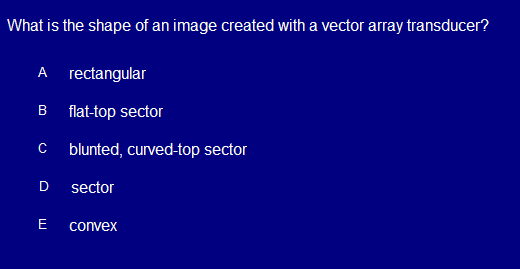 What is the shape of an image created with a vector array transducer?
A rectangular
B flat-top sector
C blunted, curved-top sector
D sector
E convex